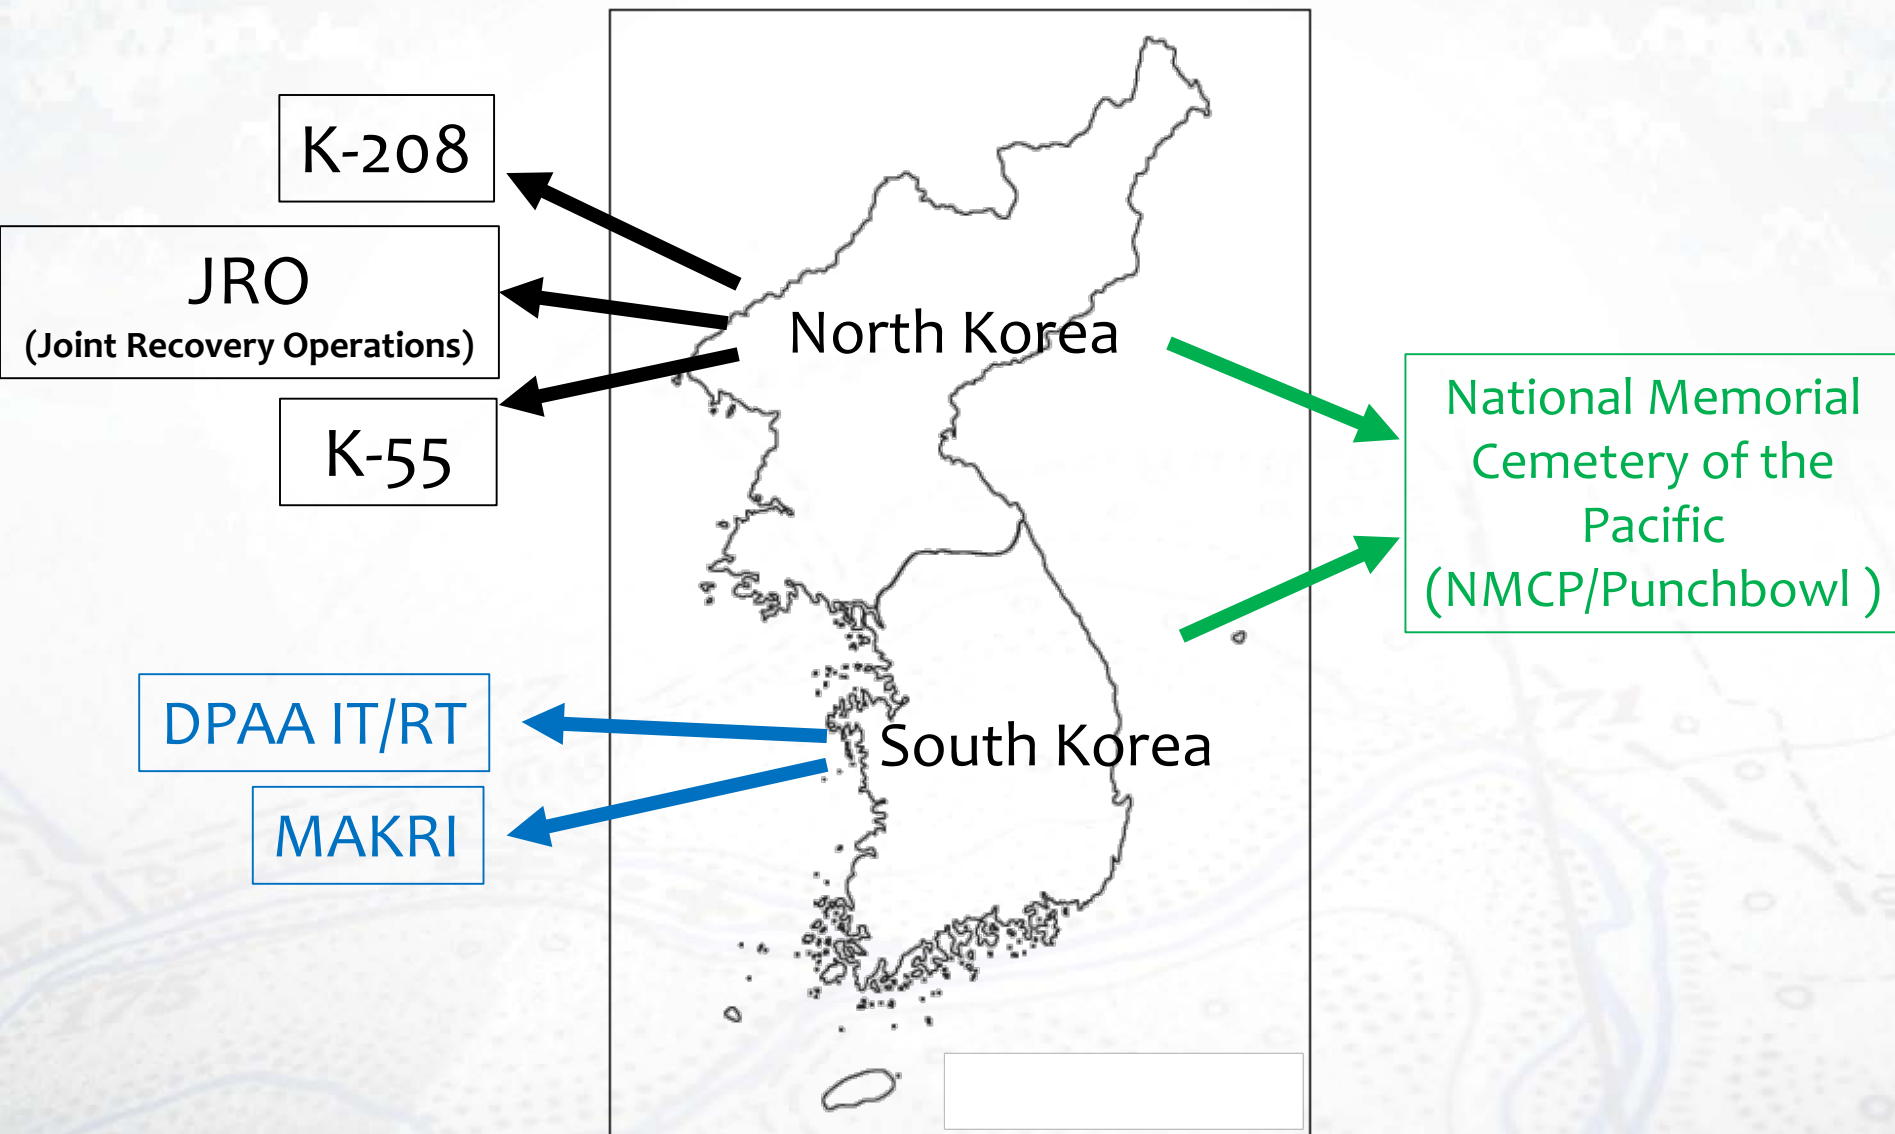 K-208
JRO
(Joint Recovery Operations)
K-55
North Korea
National Memorial
Cemetery of the
Pacific
(NMCP/Punchbowl )
DPAA IT/RT
MAKRI
South Korea